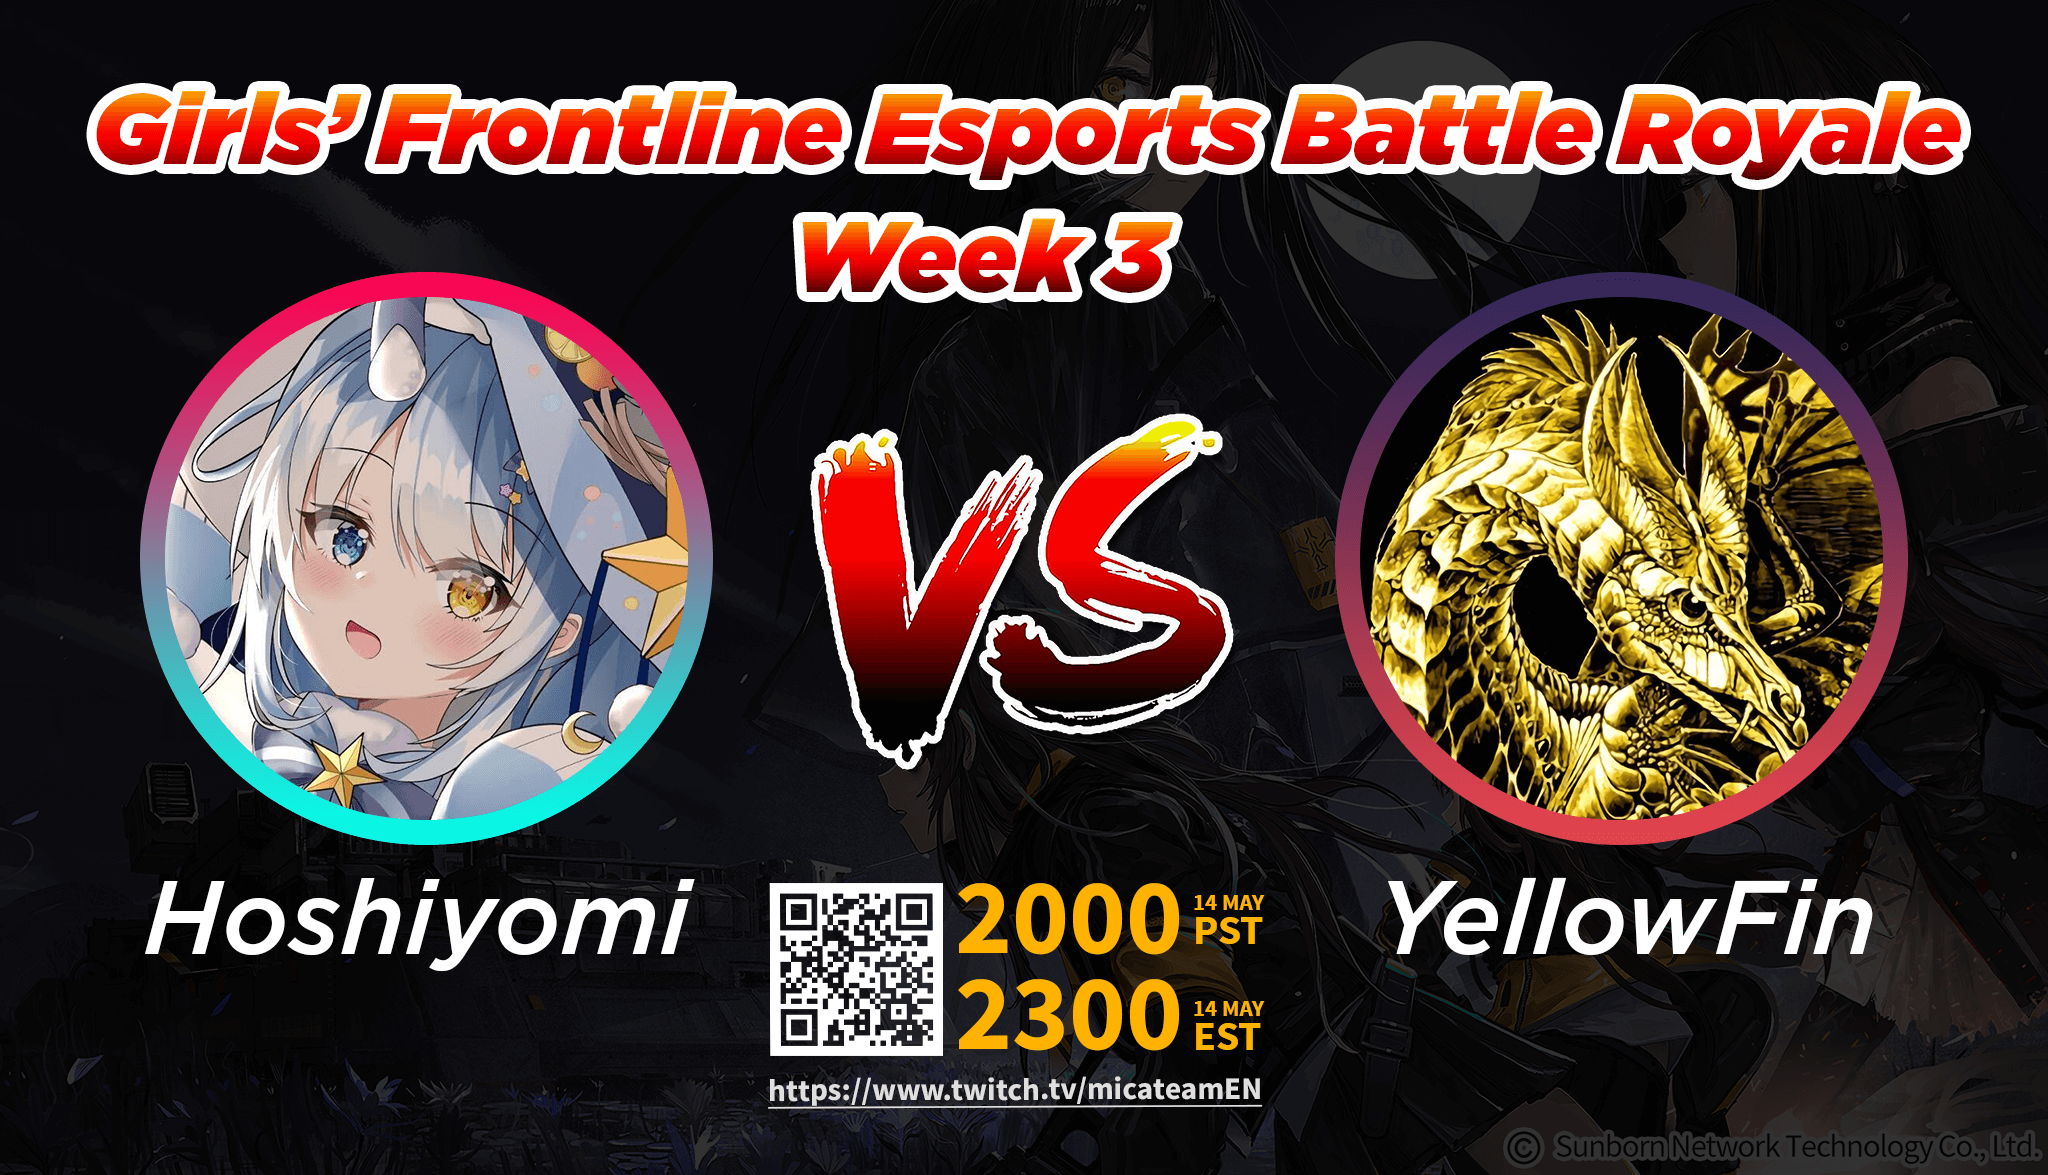 Girls’ Frontline Esports Battle Royale
Week 3
VS
Hoshiyomi
YellowFin
2000 14 MAY PST
2300 14 MAY EST
https://www.twitch.tv/micateamEN
© Sunborn Network Technology Co., Ltd.